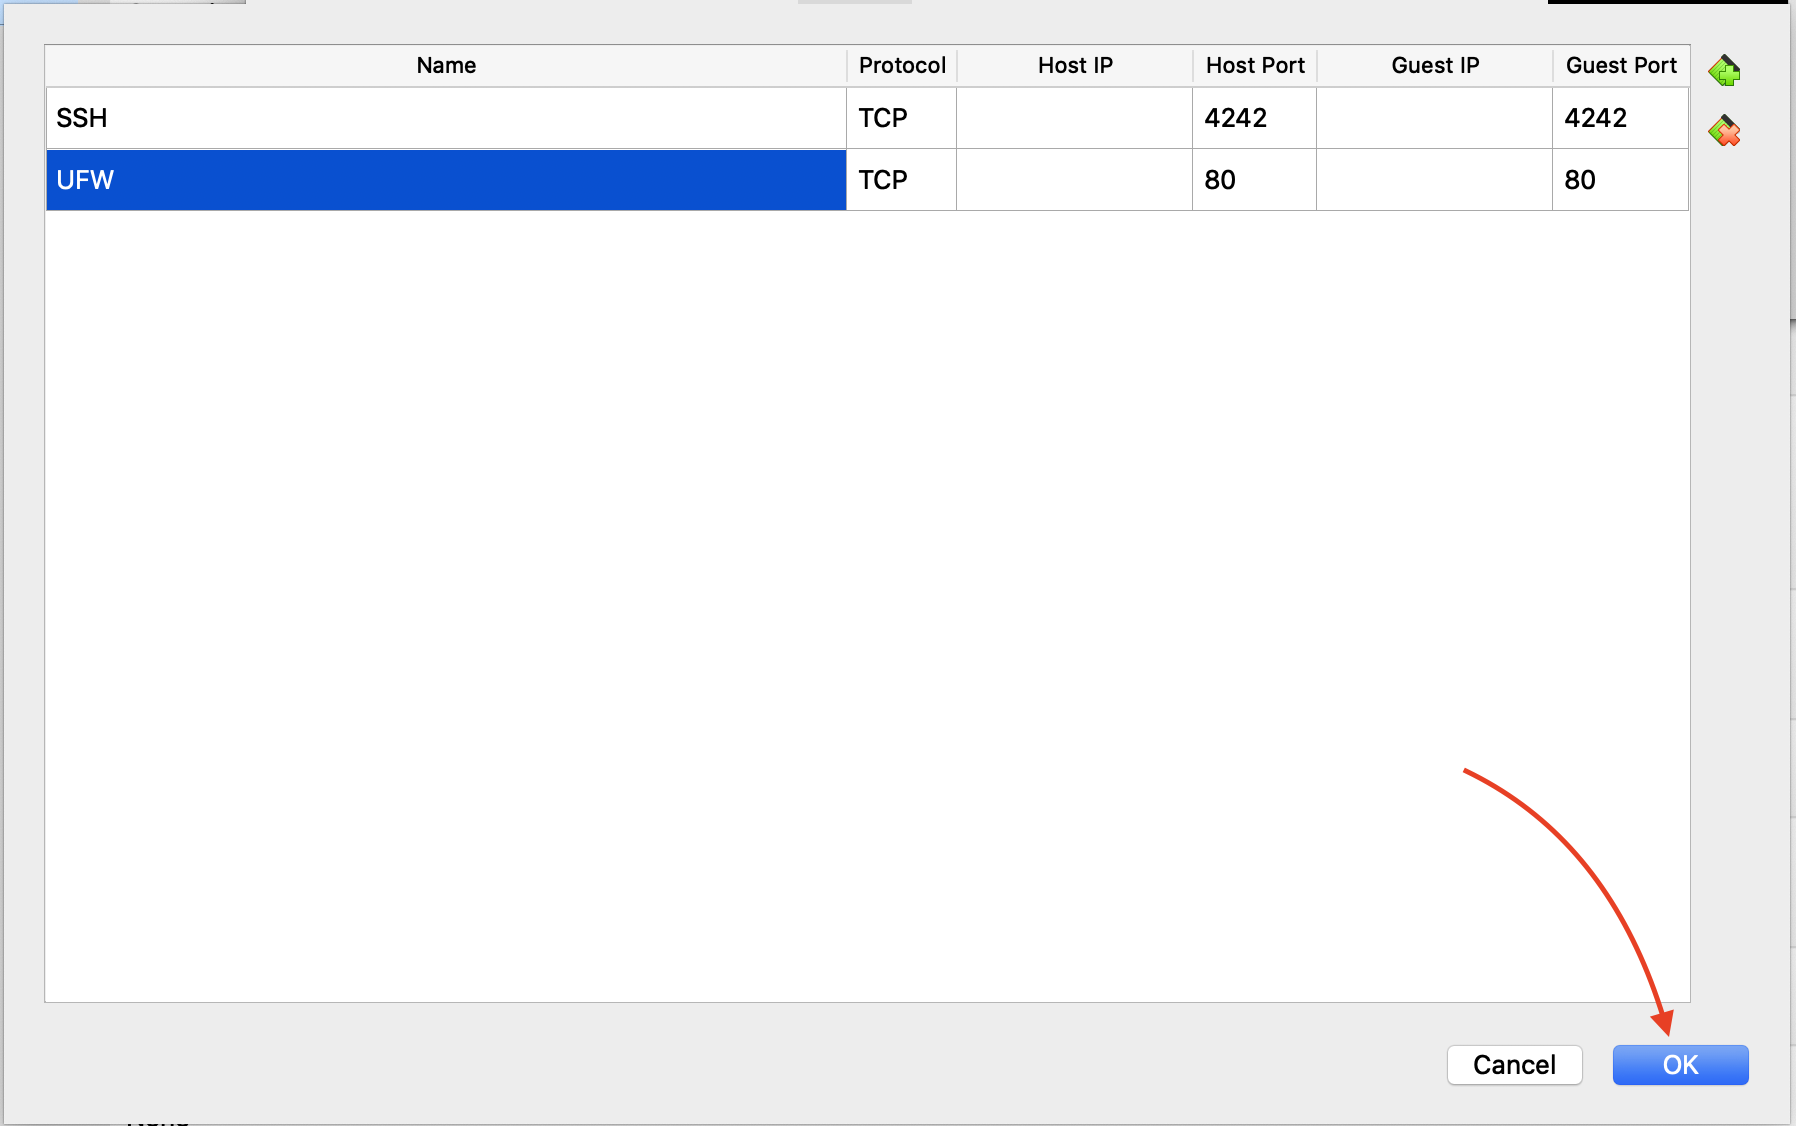 Name Protocol Host IP Host Port Guest IP Guest Port
SSH TCP 4242 4242
UFW TCP 80 80
Cancel OK